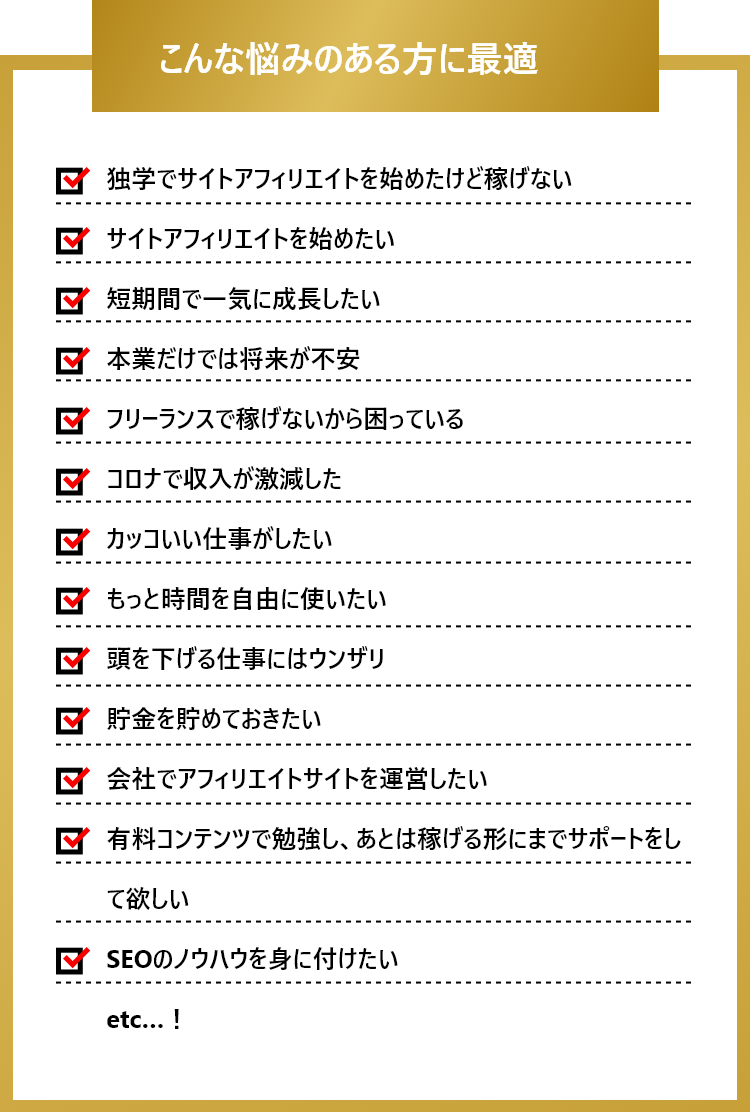 こんな悩みのある方に最適
独学でサイトアフィリエイトを始めたけど稼げない
サイトアフィリエイトを始めたい
短期間で一気に成長したい
本業だけでは将来が不安
フリーランスで稼げないから困っている
コロナで収入が激減した
カッコいい仕事がしたい
もっと時間を自由に使いたい
頭を下げる仕事にはウンザリ
貯金を貯めておきたい
会社でアフィリエイトサイトを運営したい
有料コンテンツで勉強し、あとは稼げる形にまでサポートをし
て欲しい
SEOのノウハウを身に付けたい
etc…！